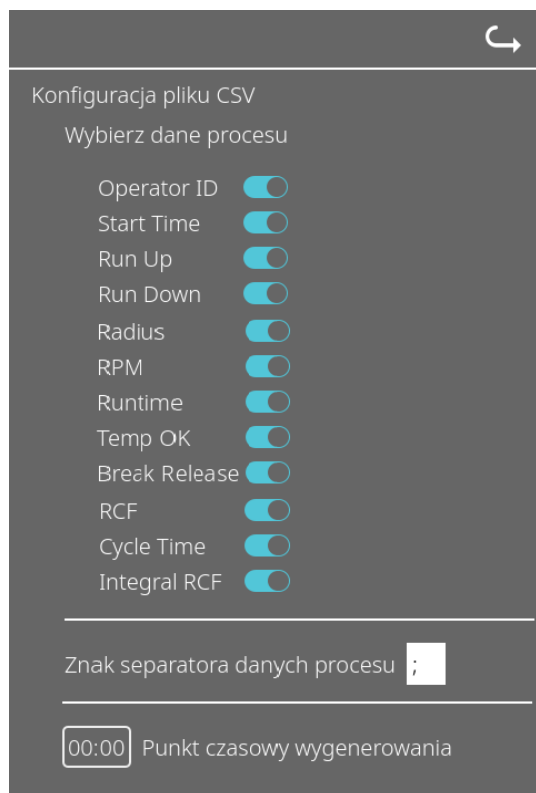 Konfiguracja pliku CSV
Wybierz dane procesu
Operator ID
Start Time
Run Up
Run Down
Radius
RPM
Runtime
Temp OK
Break Release
RCF
Cycle Time
Integral RCF
Znak separatora danych procesu ;
00:00 Punkt czasowy wygenerowania